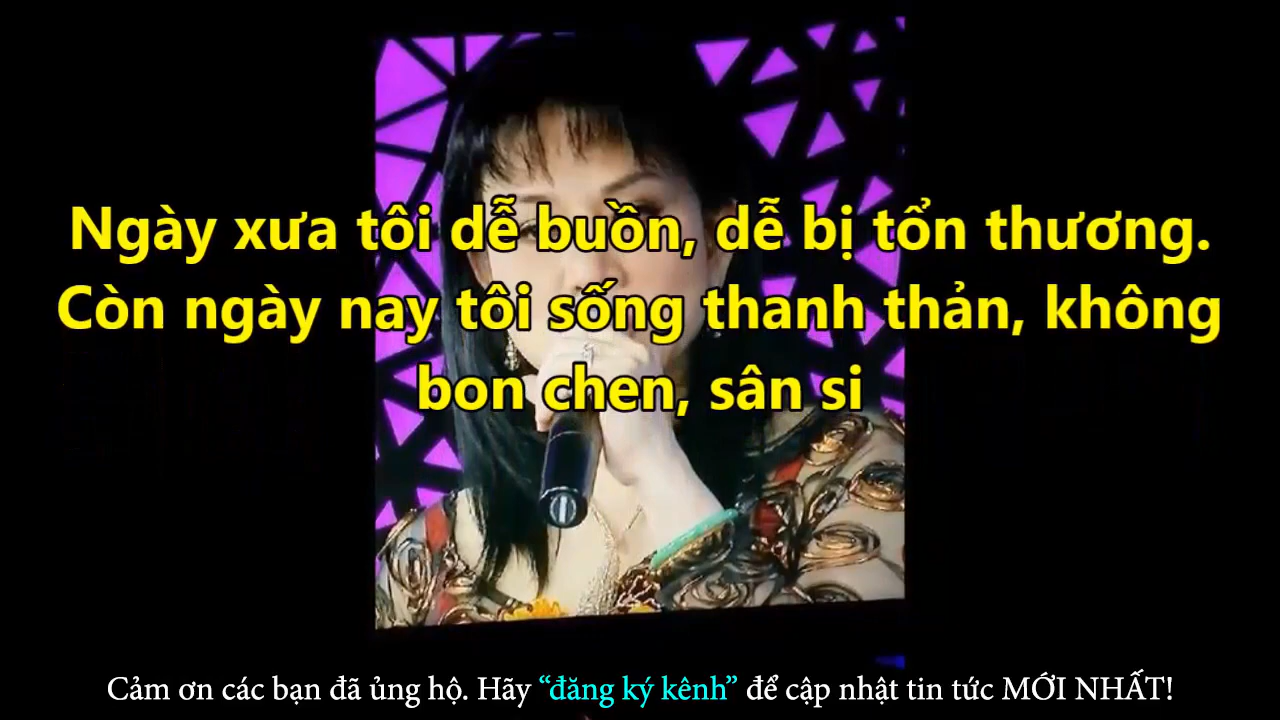 Ngày xưa tôi dễ buồn, dễ bị tổn thương.
Còn ngày nay tôi sống thanh thản, không
bon chen, sân si
Cảm ơn các bạn đã ủng hộ. Hãy “đăng ký kênh” để cập nhật tin tức MỚI NHẤT!